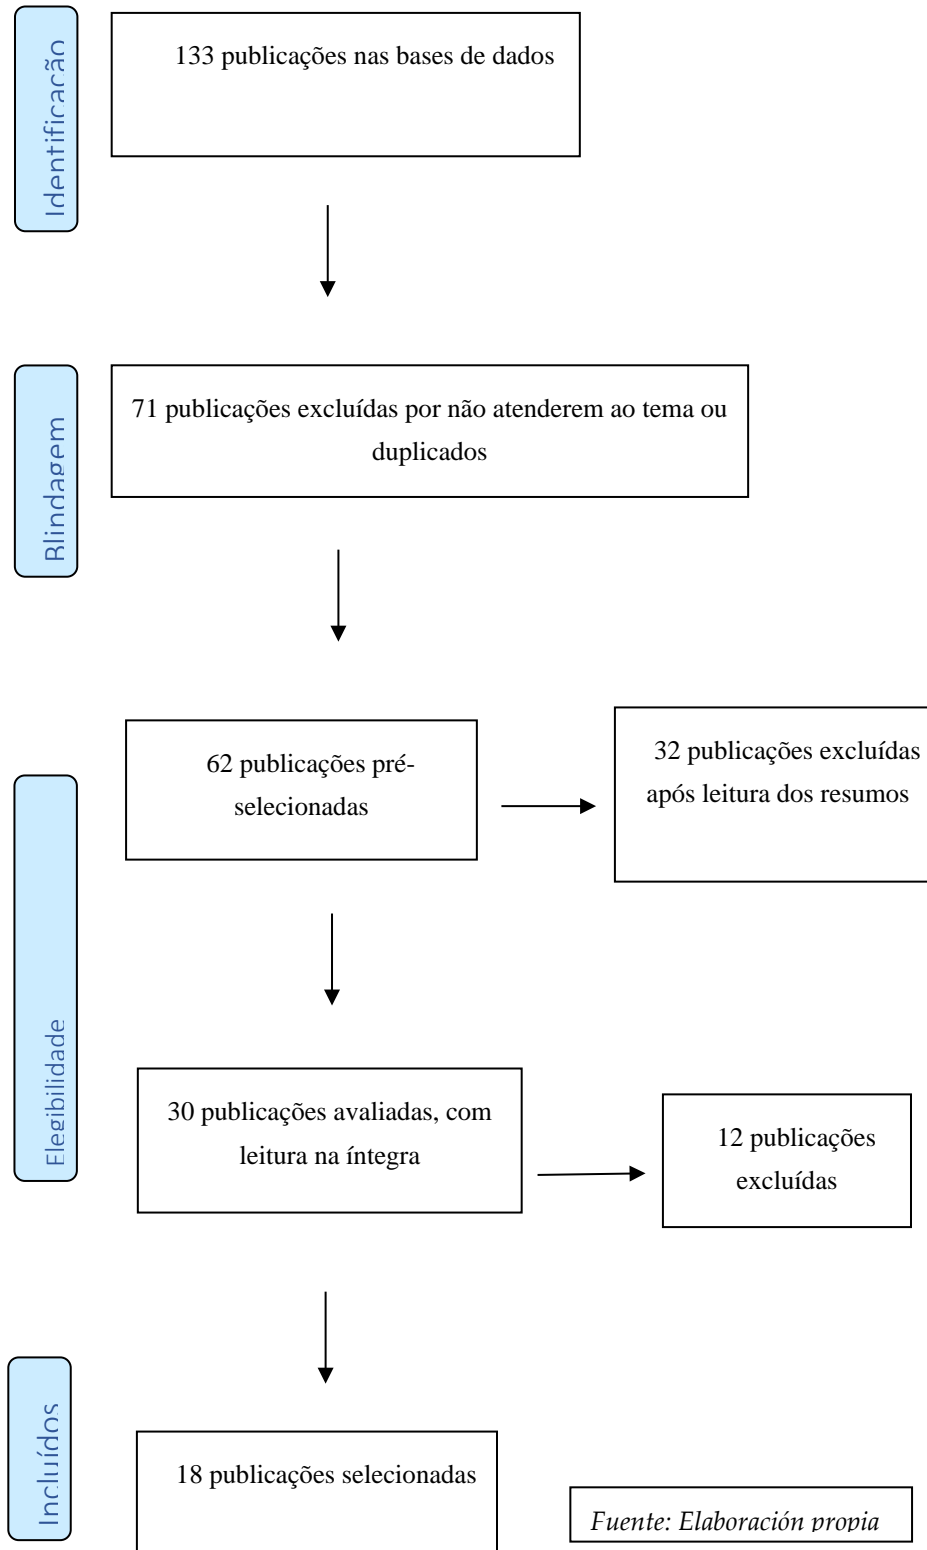 Identificação
133 publicações nas bases de dados
Blindagem
71 publicações excluídas por não atenderem ao tema ou
duplicados
Elegibilidade
62 publicações pré-
selecionadas
32 publicações excluídas
após leitura dos resumos
30 publicações avaliadas, com
leitura na íntegra
12 publicações
excluídas
Incluídos
18 publicações selecionadas
Fuente: Elaboración propia